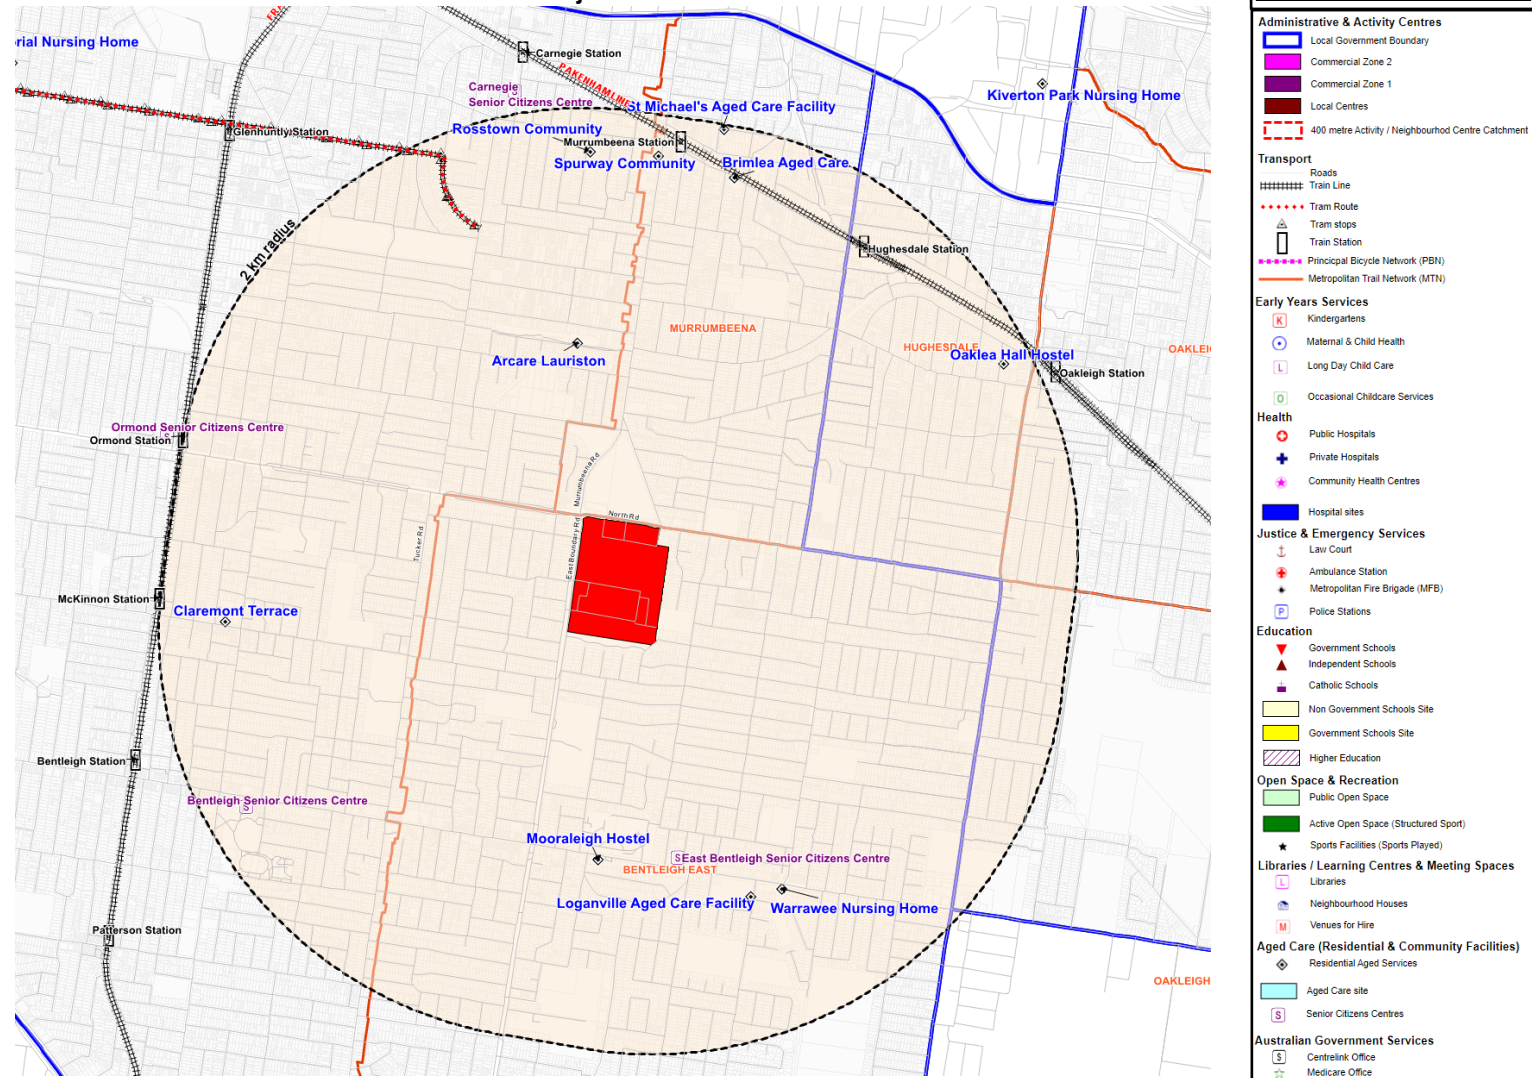 rial Nursing Home
Carnegie Station
PAKENHAM LINE
Carnegie
Senior Citizens Centre
St Michael's Aged Care Facility
Kiverton Park Nursing Home
Glenhuntly Station
Rosstown Community
Murrumbeena Station
Spurway Community
Brimlea Aged Care
2 km radius
Hughesdale Station
MURRUMBEENA
HUGHESDALE
OAKLEI
Oaklea Hall Hostel
Arcare Lauriston
Oakleigh Station
Ormond Senior Citizens Centre
Ormond Station
Murrumbeena Rd
North Rd
Tucker Rd
East Boundary Rd
McKinnon Station
Claremont Terrace
Bentleigh Station
Bentleigh Senior Citizens Centre
S
Mooraleigh Hostel
S
East Bentleigh Senior Citizens Centre
BENTLEIGH EAST
Loganville Aged Care Facility
Warrawee Nursing Home
Patterson Station
OAKLEIGH
Administrative & Activity Centres
Local Government Boundary
Commercial Zone 2
Commercial Zone 1
Local Centres
400 metre Activity / Neighbourhod Centre Catchment
Transport
Roads
Train Line
Tram Route
Tram stops
Train Station
Princicpal Bicycle Network (PBN)
Metropolitan Trail Network (MTN)
Early Years Services
K Kindergartens
Maternal & Child Health
L Long Day Child Care
O Occasional Childcare Services
Health
Public Hospitals
Private Hospitals
Community Health Centres
Hospital sites
Justice & Emergency Services
Law Court
Ambulance Station
Metropolitan Fire Brigade (MFB)
P Police Stations
Education
Government Schools
Independent Schools
Catholic Schools
Non Government Schools Site
Government Schools Site
Higher Education
Open Space & Recreation
Public Open Space
Active Open Space (Structured Sport)
Sports Facilities (Sports Played)
Libraries / Learning Centres & Meeting Spaces
L Libraries
Neighbourhood Houses
M Venues for Hire
Aged Care (Residential & Community Facilities)
Residential Aged Services
Aged Care site
S Senior Citizens Centres
Australian Government Services
$ Centrelink Office
Medicare Office